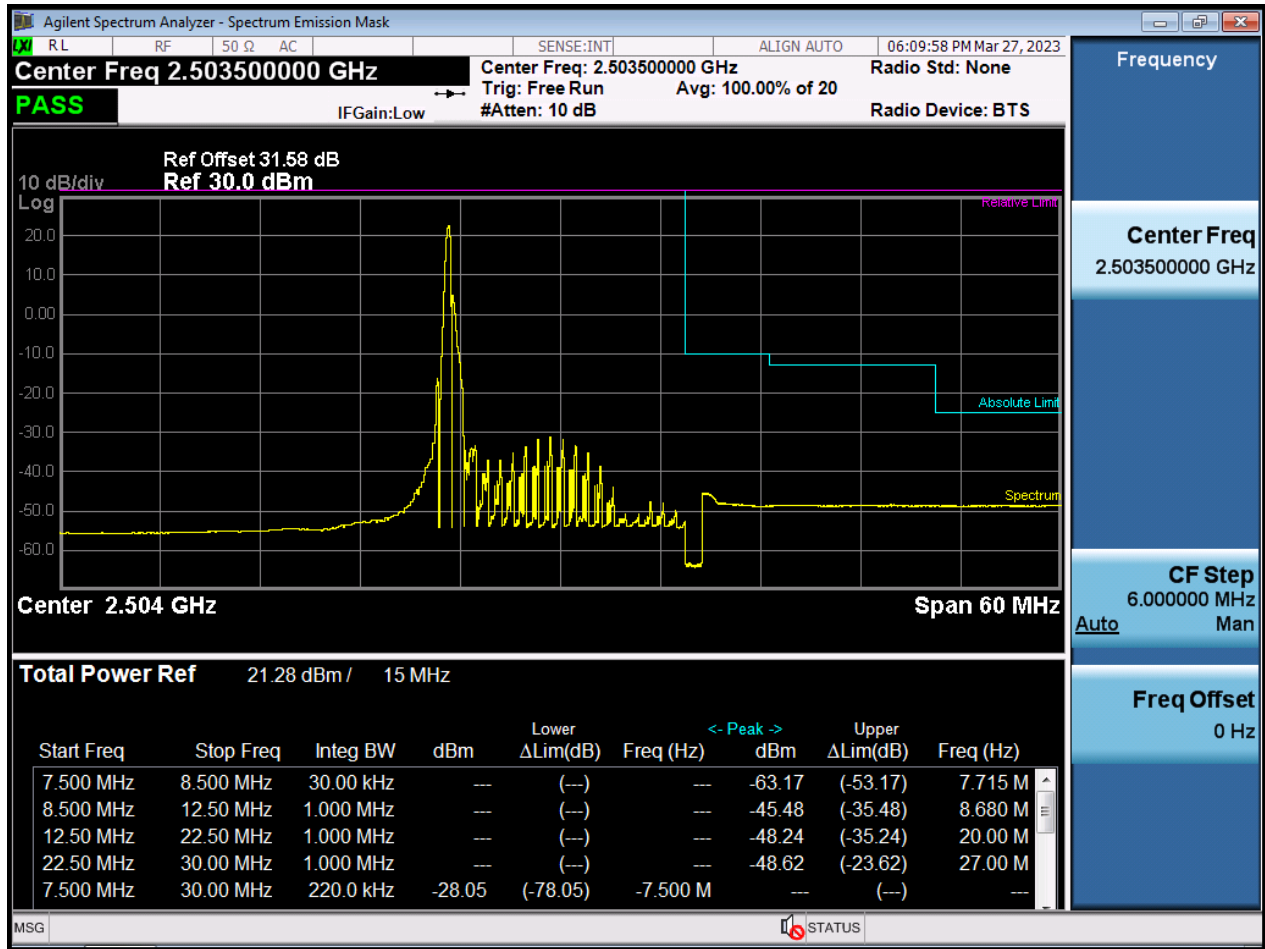 Agilent Spectrum Analyzer - Spectrum Emission Mask
LXI RL RF 50 Ω AC SENSE:INT ALIGN AUTO 06:09:58 PM Mar 27, 2023
Center Freq 2.503500000 GHz
PASS
IFGain:Low
Center Freq: 2.503500000 GHz
Trig: Free Run Avg: 100.00% of 20
#Atten: 10 dB
Radio Std: None
Radio Device: BTS
Ref Offset 31.58 dB
10 dB/div Ref 30.0 dBm
Log
Relative Limit
20.0
10.0
0.00
-10.0
-20.0
Absolute Limit
-30.0
-40.0
Spectrum
-50.0
-60.0
Center 2.504 GHz Span 60 MHz
Total Power Ref 21.28 dBm / 15 MHz
Lower <- Peak -> Upper
Start Freq Stop Freq Integ BW dBm ΔLim(dB) Freq (Hz) dBm ΔLim(dB) Freq (Hz)
7.500 MHz 8.500 MHz 30.00 kHz --- (---) --- -63.17 (-53.17) 7.715 M
8.500 MHz 12.50 MHz 1.000 MHz --- (---) --- -45.48 (-35.48) 8.680 M
12.50 MHz 22.50 MHz 1.000 MHz --- (---) --- -48.24 (-35.24) 20.00 M
22.50 MHz 30.00 MHz 1.000 MHz --- (---) --- -48.62 (-23.62) 27.00 M
7.500 MHz 30.00 MHz 220.0 kHz -28.05 (-78.05) -7.500 M --- (---) ---
MSG STATUS
Frequency
Center Freq
2.503500000 GHz
CF Step
6.000000 MHz
Auto Man
Freq Offset
0 Hz